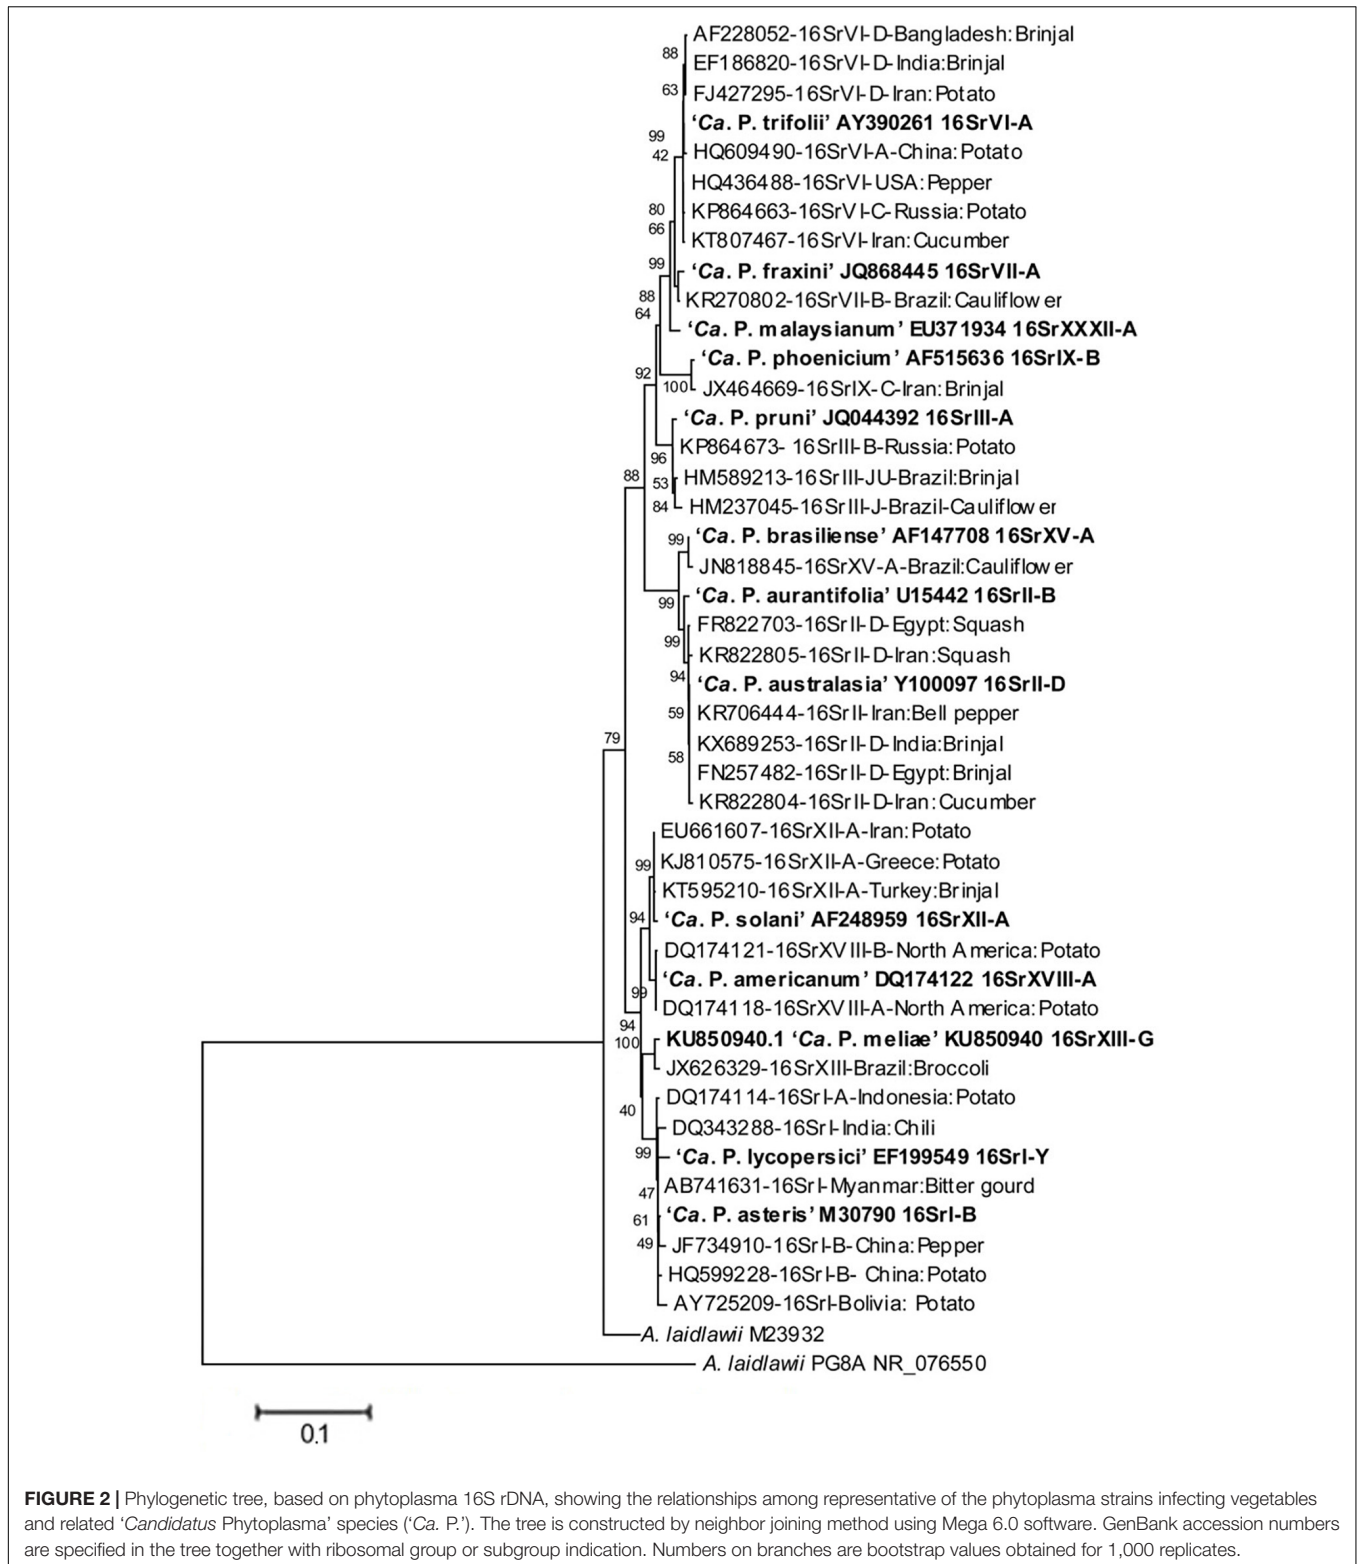 AF228052-16SrVI-D-Bangladesh:Brinjal
88
EF186820-16SrVI-D-India:Brinjal
63
FJ427295-16SrVI-D-Iran:Potato
‘Ca. P. trifolii’ AY390261 16SrVI-A
99
42
HQ609490-16SrVI-A-China:Potato
HQ436488-16SrVI-USA:Pepper
80
KP864663-16SrVI-C-Russia:Potato
66
KT807467-16SrVI-Iran:Cucumber
99
‘Ca. P. fraxini’ JQ868445 16SrVII-A
88
KR270802-16SrVII-B-Brazil:Cauliflower
64
‘Ca. P. malaysianum’ EU371934 16SrXXXII-A
‘Ca. P. phoenicium’ AF515636 16SrIX-B
92
100
JX464669-16SrIX-C-Iran:Brinjal
‘Ca. P. pruni’ JQ044392 16SrIII-A
KP864673- 16SrIII-B-Russia:Potato
96
88
HM589213-16SrIII-JU-Brazil:Brinjal
53
84
HM237045-16SrIII-J-Brazil-Cauliflower
99
‘Ca. P. brasiliense’ AF147708 16SrXV-A
JN818845-16SrXV-A-Brazil:Cauliflower
‘Ca. P. aurantifolia’ U15442 16SrII-B
99
FR822703-16SrII-D-Egypt:Squash
99
KR822805-16SrII-D-Iran:Squash
94
‘Ca. P. australasia’ Y100097 16SrII-D
59
KR706444-16SrII-Iran:Bell pepper
79
KX689253-16SrII-D-India:Brinjal
58
FN257482-16SrII-D-Egypt:Brinjal
KR822804-16SrII-D-Iran:Cucumber
EU661607-16SrXII-A-Iran:Potato
99
KJ810575-16SrXII-A-Greece:Potato
KT595210-16SrXII-A-Turkey:Brinjal
94
‘Ca. P. solani’ AF248959 16SrXII-A
DQ174121-16SrXVIII-B-North America:Potato
‘Ca. P. americanum’ DQ174122 16SrXVIII-A
99
DQ174118-16SrXVIII-A-North America:Potato
94
100
KU850940.1 ‘Ca. P. meliae’ KU850940 16SrXIII-G
JX626329-16SrXIII-Brazil:Broccoli
DQ174114-16SrI-A-Indonesia:Potato
40
DQ343288-16SrI-India:Chili
99
‘Ca. P. lycopersici’ EF199549 16SrI-Y
47
AB741631-16SrI-Myanmar:Bitter gourd
61
‘Ca. P. asteris’ M30790 16SrI-B
49
JF734910-16SrI-B-China:Pepper
HQ599228-16SrI-B- China:Potato
AY725209-16SrI-Bolivia: Potato
A. laidlawii M23932
A. laidlawii PG8A NR_076550
0.1
FIGURE 2 | Phylogenetic tree, based on phytoplasma 16S rDNA, showing the relationships among representative of the phytoplasma strains infecting vegetables
and related ‘Candidatus Phytoplasma’ species (‘Ca. P.’). The tree is constructed by neighbor joining method using Mega 6.0 software. GenBank accession numbers
are specified in the tree together with ribosomal group or subgroup indication. Numbers on branches are bootstrap values obtained for 1,000 replicates.